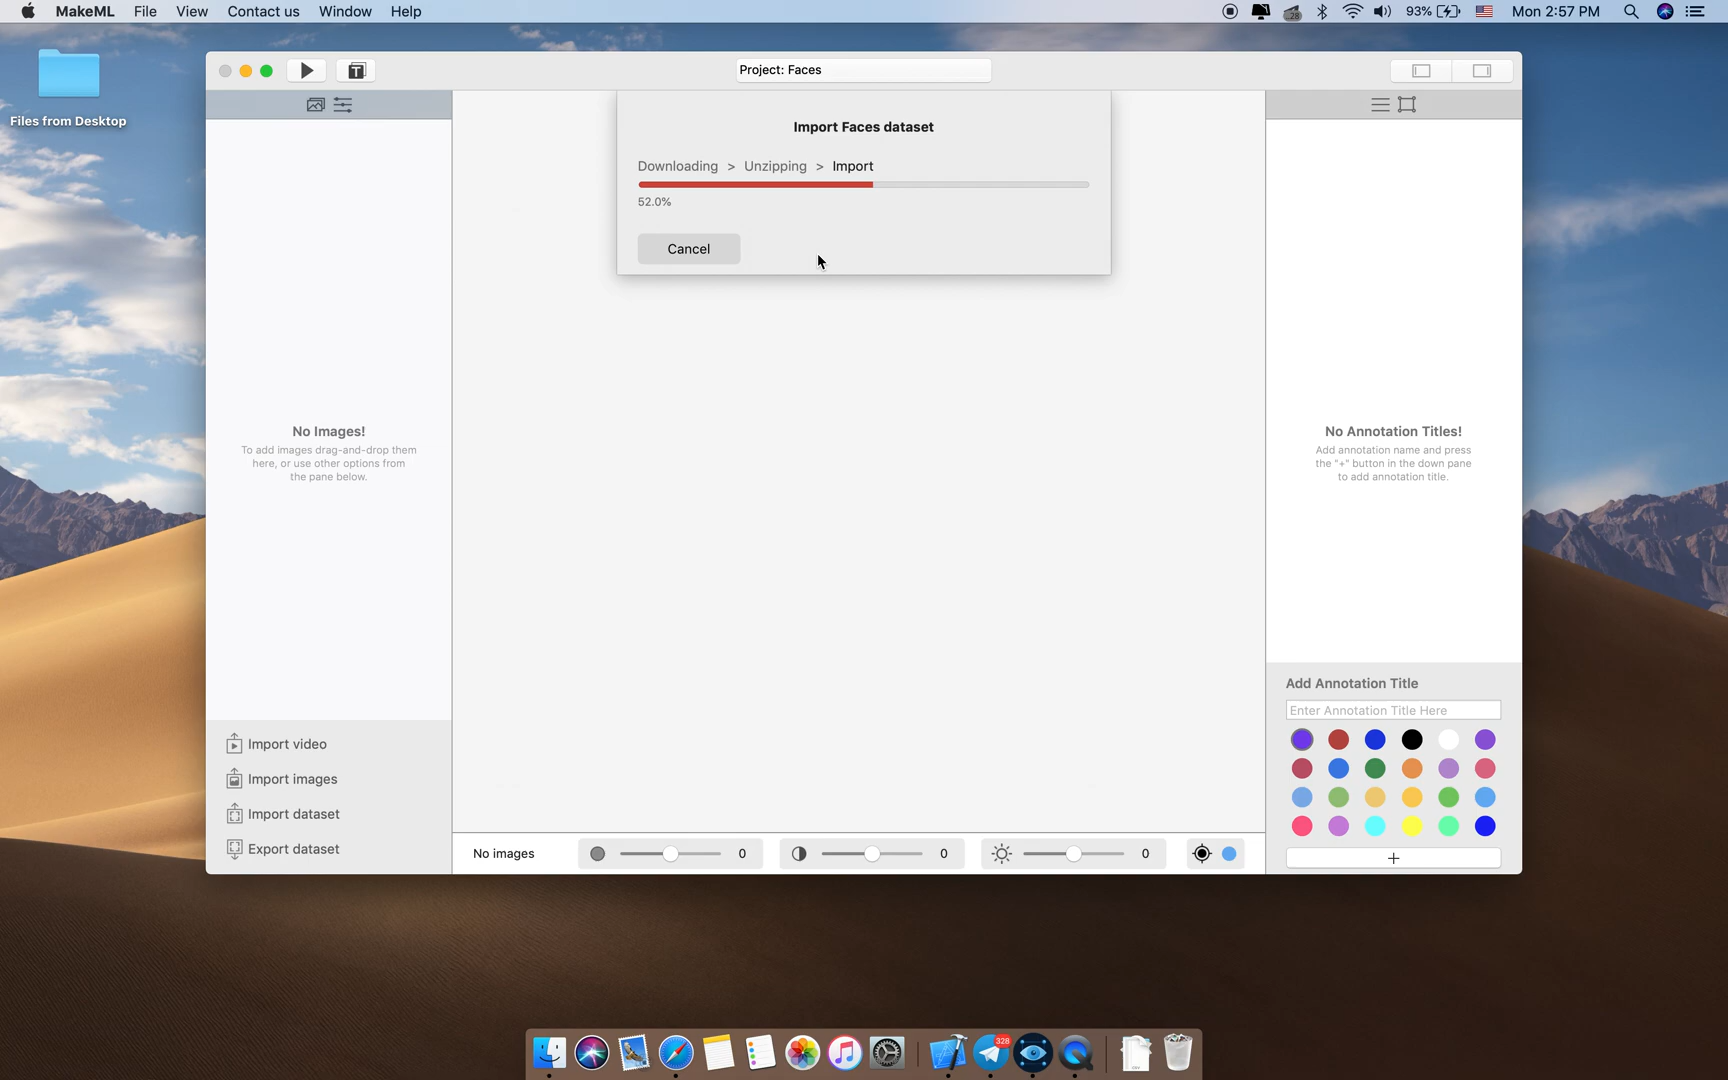 MakeML File View Contact us Window Help 28 93% Mon 2:57 PM
Files from Desktop
T Project: Faces
Import Faces dataset
Downloading > Unzipping > Import
52.0%
Cancel
No Images!
To add images drag-and-drop them
here, or use other options from
the pane below.
No Annotation Titles!
Add annotation name and press
the "+" button in the down pane
to add annotation title.
Import video
Import images
Import dataset
Export dataset
Add Annotation Title
Enter Annotation Title Here
+
No images 0 0 0
328